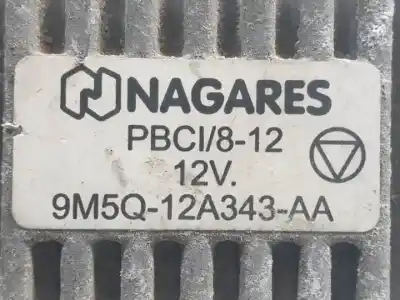 NAGARES
PBCI/8-12
12V.
9M5Q-12A343-AA